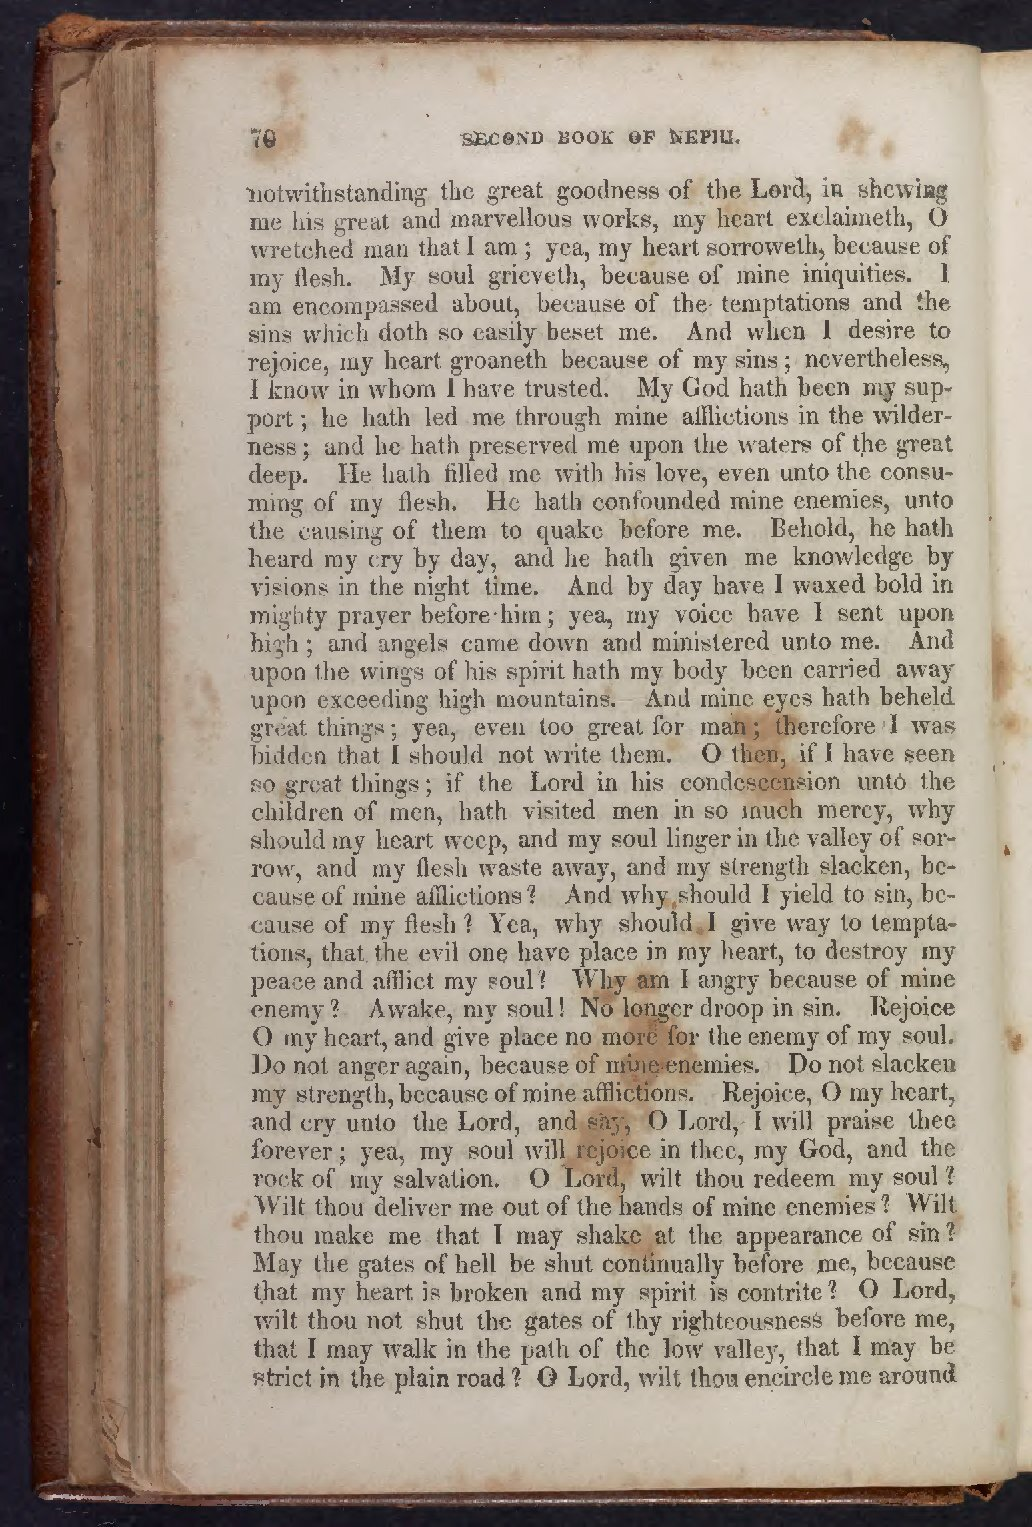 70 SECOND BOOK OF NEPHI.
notwithstanding the great goodness of the Lord, in shewing
me his great and marvellous works, my heart exclaimeth, O
wretched man that I am; yea, my heart sorroweth, because of
my flesh. My soul grieveth, because of mine iniquities. I
am encompassed about, because of the temptations and the
sins which doth so easily beset me. And when I desire to
rejoice, my heart groaneth because of my sins; nevertheless,
I know in whom I have trusted. My God hath been my sup-
port; he hath led me through mine afflictions in the wilder-
ness; and he hath preserved me upon the waters of the great
deep. He hath filled me with his love, even unto the consu-
ming of my flesh. He hath confounded mine enemies, unto
the causing of them to quake before me. Behold, he hath
heard my cry by day, and he hath given me knowledge by
visions in the night time. And by day have I waxed bold in
mighty prayer before him; yea, my voice have I sent upon
high; and angels came down and ministered unto me. And
upon the wings of his spirit hath my body been carried away
upon exceeding high mountains. And mine eyes hath beheld
great things; yea, even too great for man; therefore I was
bidden that I should not write them. O then, if I have seen
so great things; if the Lord in his condescension unto the
children of men, hath visited men in so much mercy, why
should my heart weep, and my soul linger in the valley of sor-
row, and my flesh waste away, and my strength slacken, be-
cause of mine afflictions? And why should I yield to sin, be-
cause of my flesh? Yea, why should I give way to tempta-
tions, that the evil one have place in my heart, to destroy my
peace and afflict my soul? Why am I angry because of mine
enemy? Awake, my soul! No longer droop in sin. Rejoice
O my heart, and give place no more for the enemy of my soul.
Do not anger again, because of mine enemies. Do not slacken
my strength, because of mine afflictions. Rejoice, O my heart,
and cry unto the Lord, and say, O Lord, I will praise thee
forever; yea, my soul will rejoice in thee, my God, and the
rock of my salvation. O Lord, wilt thou redeem my soul?
Wilt thou deliver me out of the hands of mine enemies? Wilt
thou make me that I may shake at the appearance of sin?
May the gates of hell be shut continually before me, because
that my heart is broken and my spirit is contrite? O Lord,
wilt thou not shut the gates of thy righteousness before me,
that I may walk in the path of the low valley, that I may be
strict in the plain road? O Lord, wilt thou encircle me around